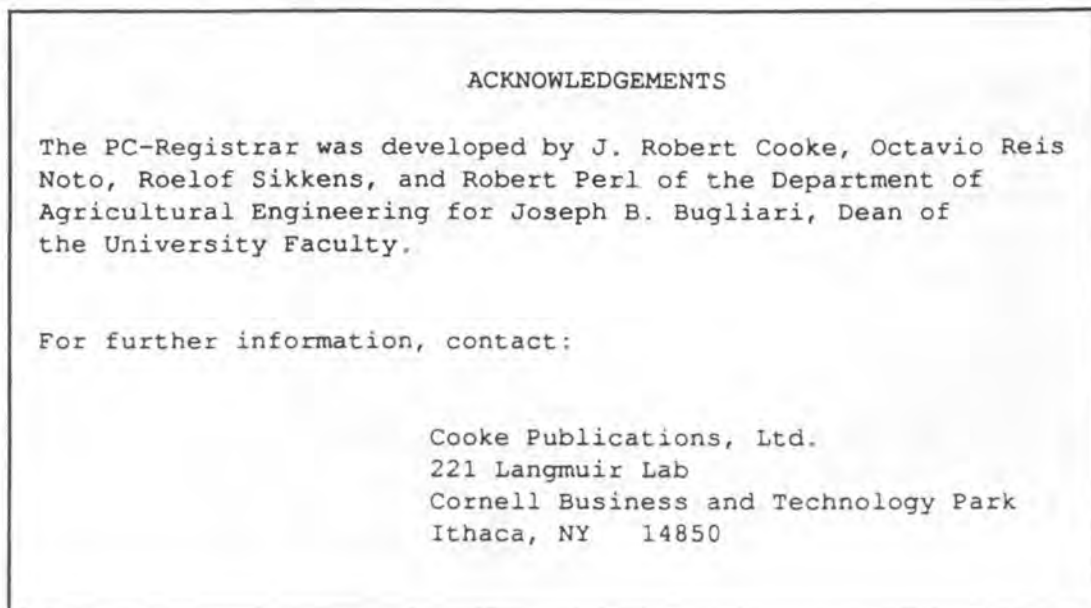 ACKNOWLEDGEMENTS
The PC-Registrar was developed by J. Robert Cooke, Octavio Reis
Noto, Roelof Sikkens, and Robert Perl of the Department of
Agricultural Engineering for Joseph B. Bugliari, Dean of
the University Faculty.
For further information, contact:
Cooke Publications, Ltd.
221 Langmuir Lab
Cornell Business and Technology Park
Ithaca, NY 14850